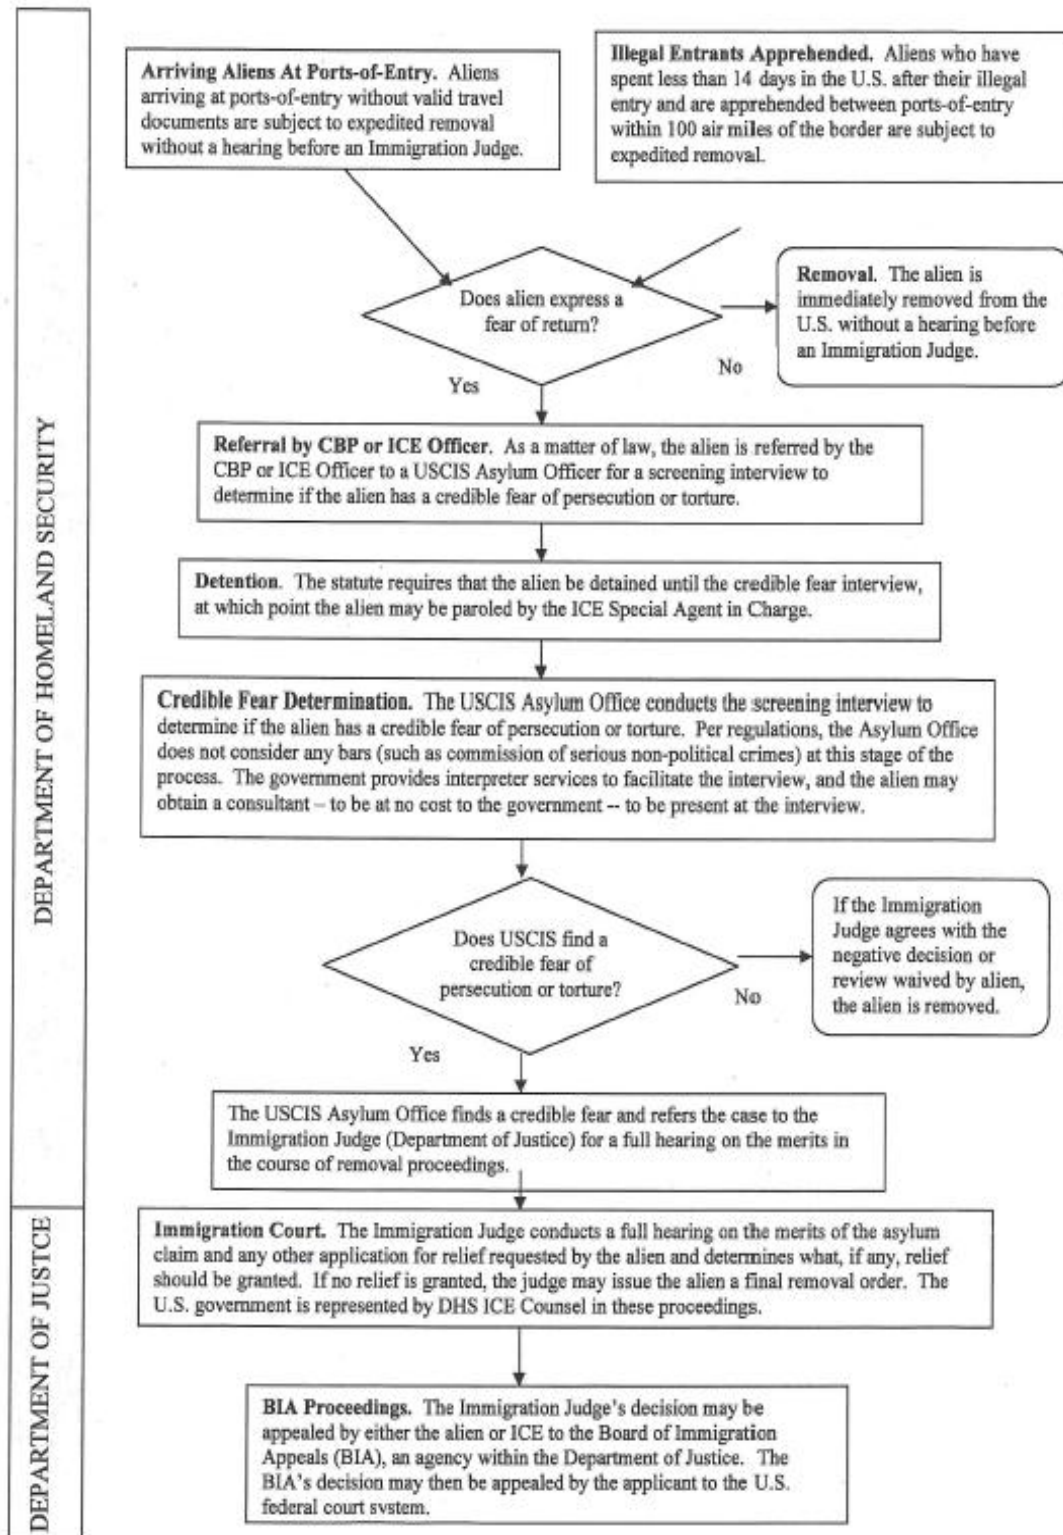 Arriving Aliens At Ports-of-Entry. Aliens
arriving at ports-of-entry without valid travel
documents are subject to expedited removal
without a hearing before an Immigration Judge.
Illegal Entrants Apprehended. Aliens who have
spent less than 14 days in the U.S. after their illegal
entry and are apprehended between ports-of-entry
within 100 air miles of the border are subject to
expedited removal.
Does alien express a
fear of return?
Removal. The alien is
immediately removed from the
U.S. without a hearing before
an Immigration Judge.
No
Yes
Referral by CBP or ICE Officer. As a matter of law, the alien is referred by the
CBP or ICE Officer to a USCIS Asylum Officer for a screening interview to
determine if the alien has a credible fear of persecution or torture.
Detention. The statute requires that the alien be detained until the credible fear interview,
at which point the alien may be paroled by the ICE Special Agent in Charge.
Credible Fear Determination. The USCIS Asylum Office conducts the screening interview to
determine if the alien has a credible fear of persecution or torture. Per regulations, the Asylum Office
does not consider any bars (such as commission of serious non-political crimes) at this stage of the
process. The government provides interpreter services to facilitate the interview, and the alien may
obtain a consultant – to be at no cost to the government -- to be present at the interview.
Does USCIS find a
credible fear of
persecution or torture?
If the Immigration
Judge agrees with the
negative decision or
review waived by alien,
the alien is removed.
No
Yes
The USCIS Asylum Office finds a credible fear and refers the case to the
Immigration Judge (Department of Justice) for a full hearing on the merits in
the course of removal proceedings.
DEPARTMENT OF HOMELAND SECURITY
Immigration Court. The Immigration Judge conducts a full hearing on the merits of the asylum
claim and any other application for relief requested by the alien and determines what, if any, relief
should be granted. If no relief is granted, the judge may issue the alien a final removal order. The
U.S. government is represented by DHS ICE Counsel in these proceedings.
BIA Proceedings. The Immigration Judge's decision may be
appealed by either the alien or ICE to the Board of Immigration
Appeals (BIA), an agency within the Department of Justice. The
BIA's decision may then be appealed by the applicant to the U.S.
federal court system.
DEPARTMENT OF JUSTCE